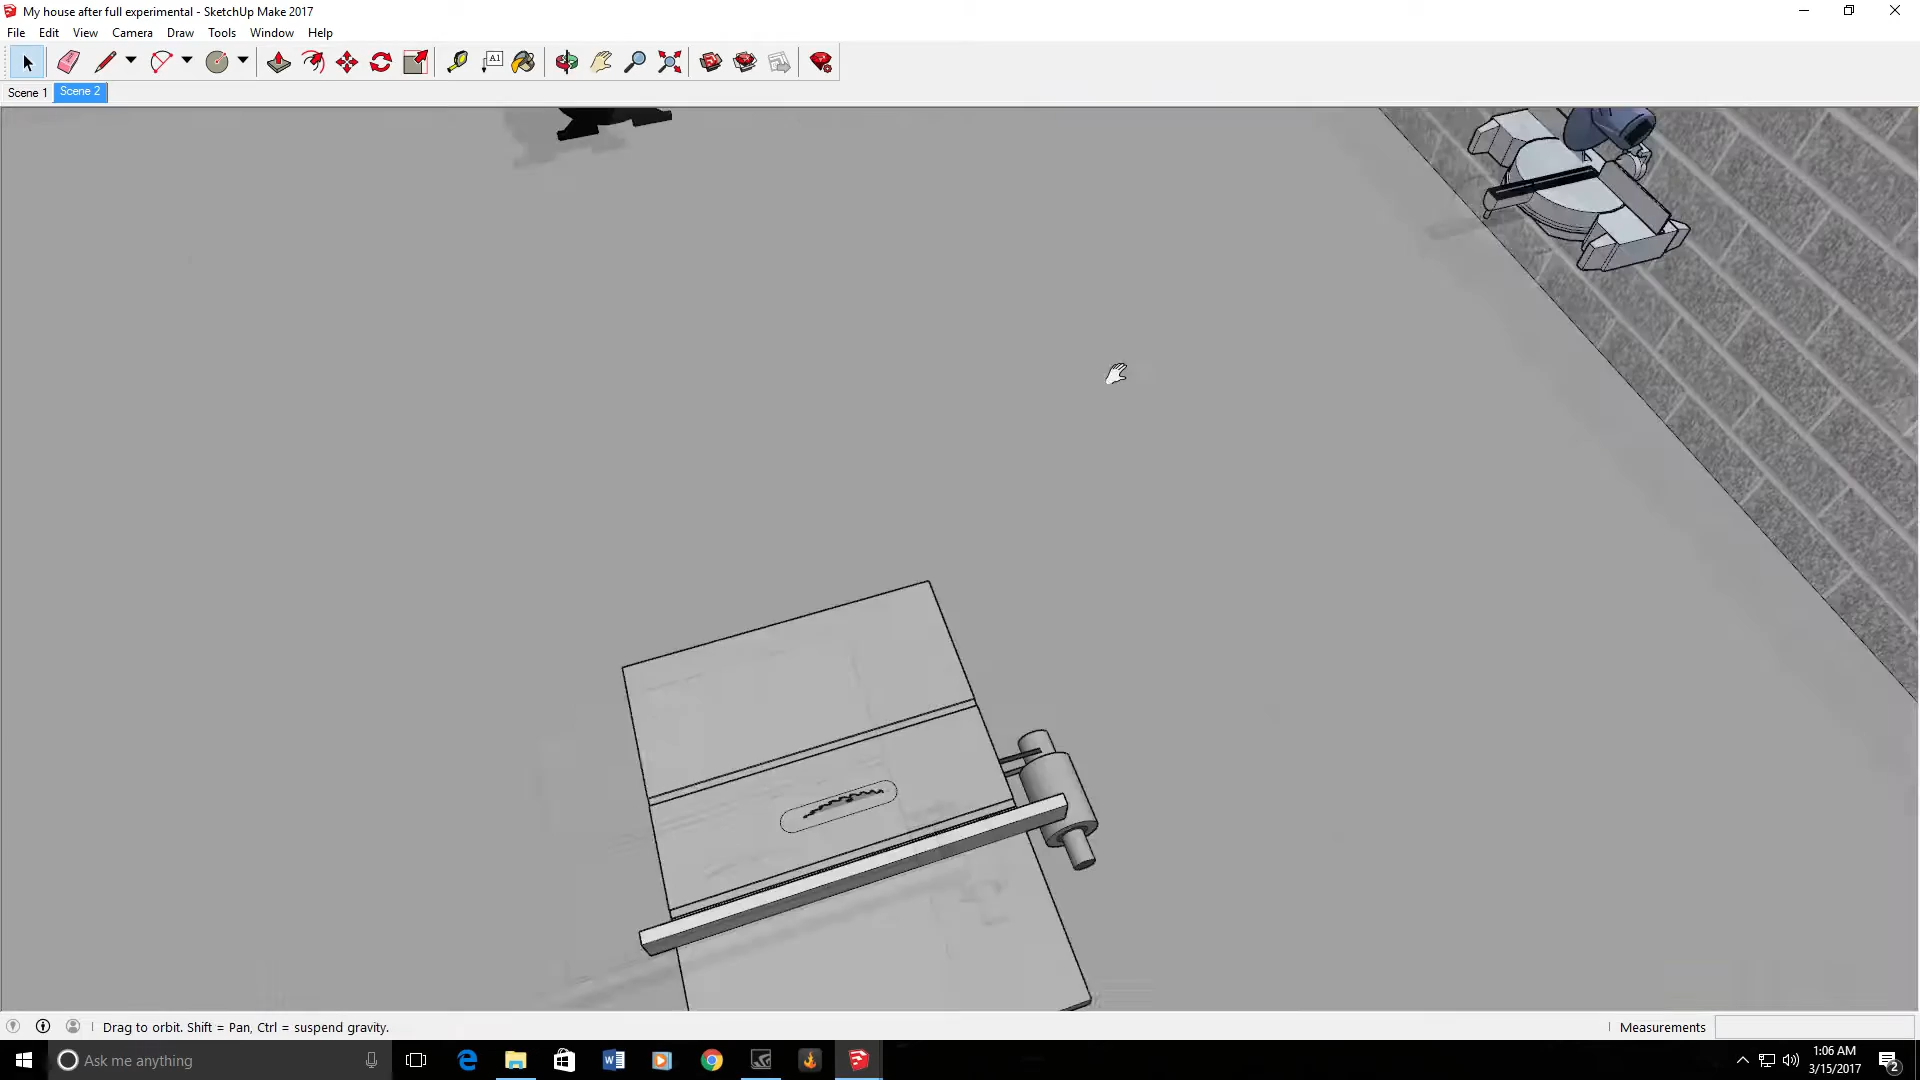 My house after full experimental - SketchUp Make 2017
File Edit View Camera Draw Tools Window Help
A1
Scene 1 Scene 2
Drag to orbit. Shift = Pan, Ctrl = suspend gravity.
Measurements
Ask me anything
1:06 AM
3/15/2017
2